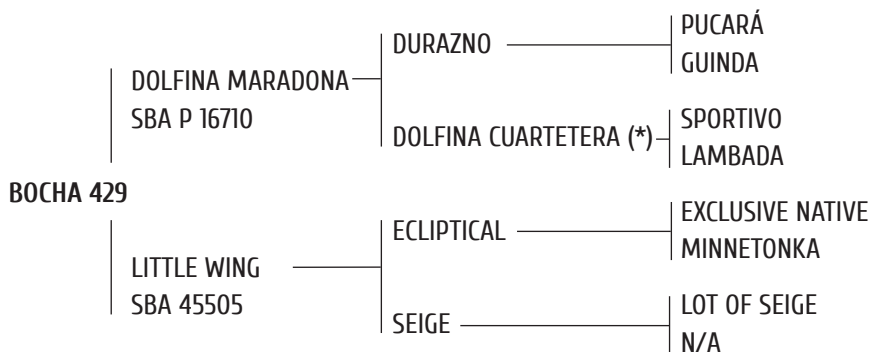 PUCARÁ
DURAZNO
GUINDA
DOLFINA MARADONA
SBA P 16710
SPORTIVO
DOLFINA CUARTETERA (*)
LAMBADA
BOCHA 429
EXCLUSIVE NATIVE
ECLIPTICAL
MINNETONKA
LITTLE WING
SBA 45505
LOT OF SEIGE
SEIGE
N/A